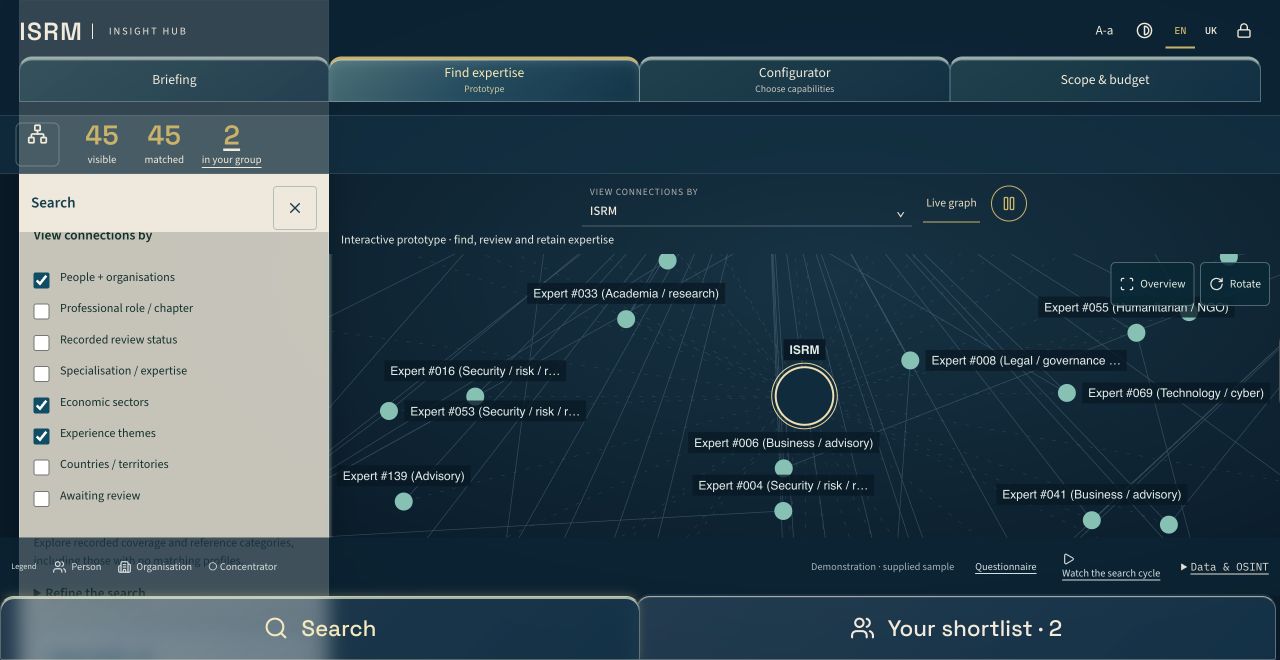 ISRM | INSIGHT HUB
A-a
EN
UK
Briefing
Find expertise
Prototype
Configurator
Choose capabilities
Scope & budget
45
visible
45
matched
2
in your group
Search
View connections by
People + organisations
Professional role / chapter
Recorded review status
Specialisation / expertise
Economic sectors
Experience themes
Countries / territories
Awaiting review
Explore recorded coverage and reference categories,
including those with no matching profiles.
Refine the search
VIEW CONNECTIONS BY
ISRM
Live graph
Interactive prototype · find, review and retain expertise
Overview
Rotate
Expert #033 (Academia / research)
Expert #055 (Humanitarian / NGO)
ISRM
Expert #008 (Legal / governance ...
Expert #016 (Security / risk / r...
Expert #069 (Technology / cyber)
Expert #053 (Security / risk / r...
Expert #006 (Business / advisory)
Expert #139 (Advisory)
Expert #004 (Security / risk / r...
Expert #041 (Business / advisory)
Legend
Person
Organisation
Concentrator
Demonstration · supplied sample
Questionnaire
Watch the search cycle
Data & OSINT
Search
Your shortlist · 2